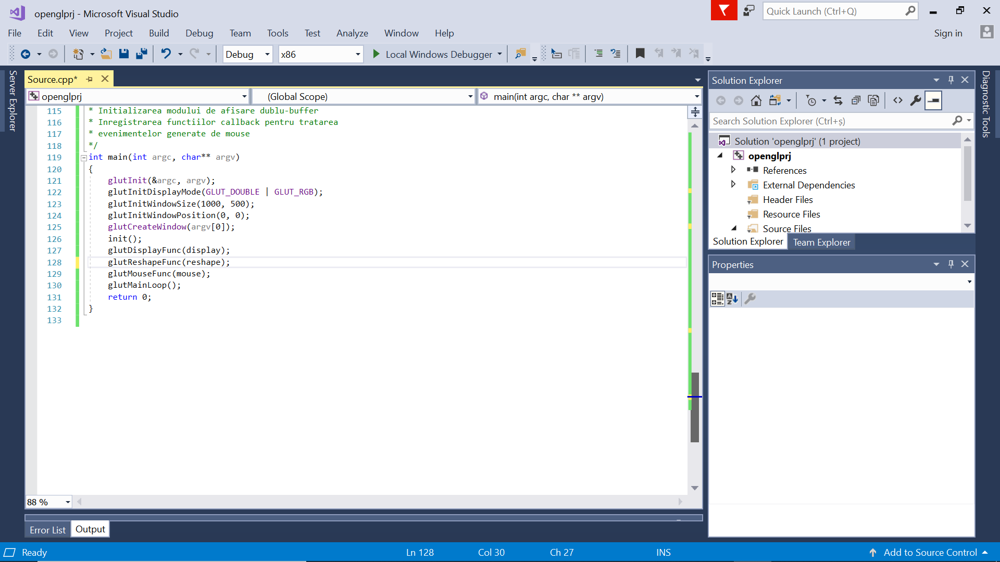 openglprj - Microsoft Visual Studio
Quick Launch (Ctrl+Q)
File Edit View Project Build Debug Team Tools Test Analyze Window Help
Sign in
Debug x86 Local Windows Debugger
Server Explorer
Source.cpp*
openglprj (Global Scope) main(int argc, char ** argv)
115 * Initializarea modului de afisare dublu-buffer
116 * Inregistrarea functiilor callback pentru tratarea
117 * evenimentelor generate de mouse
118 */
119 int main(int argc, char** argv)
120 {
121 glutInit(&argc, argv);
122 glutInitDisplayMode(GLUT_DOUBLE | GLUT_RGB);
123 glutInitWindowSize(1000, 500);
124 glutInitWindowPosition(0, 0);
125 glutCreateWindow(argv[0]);
126 init();
127 glutDisplayFunc(display);
128 glutReshapeFunc(reshape);
129 glutMouseFunc(mouse);
130 glutMainLoop();
131 return 0;
132 }
133
88 %
Error List Output
Solution Explorer
Search Solution Explorer (Ctrl+ș)
Solution 'openglprj' (1 project)
openglprj
References
External Dependencies
Header Files
Resource Files
Source Files
Solution Explorer Team Explorer
Properties
Diagnostic Tools
Ready Ln 128 Col 30 Ch 27 INS Add to Source Control